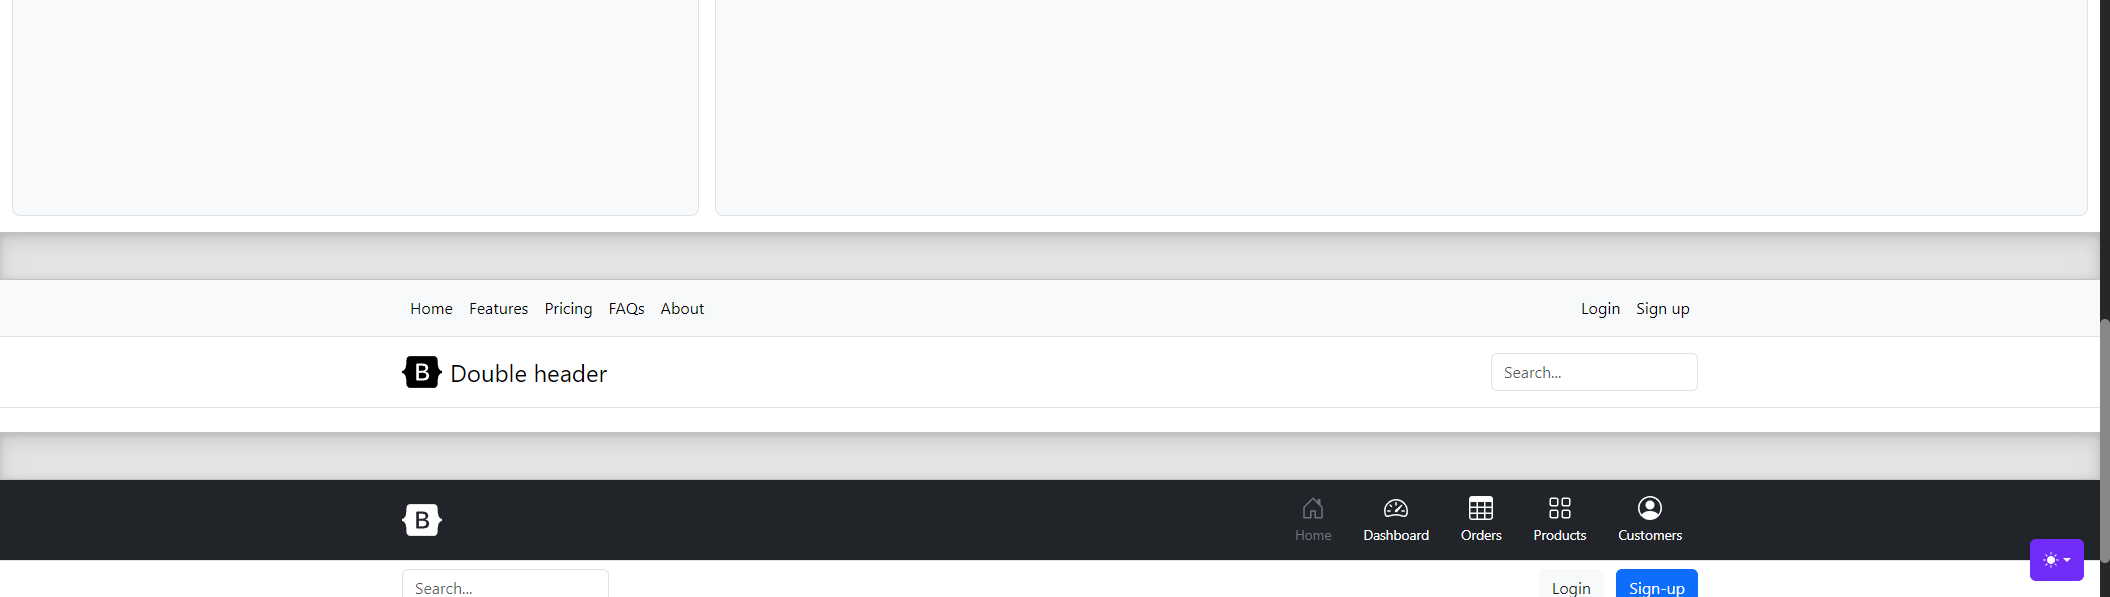 Home Features Pricing FAQs About Login Sign up
B Double header Search...
B
Home Dashboard Orders Products Customers
Search... Login Sign-up